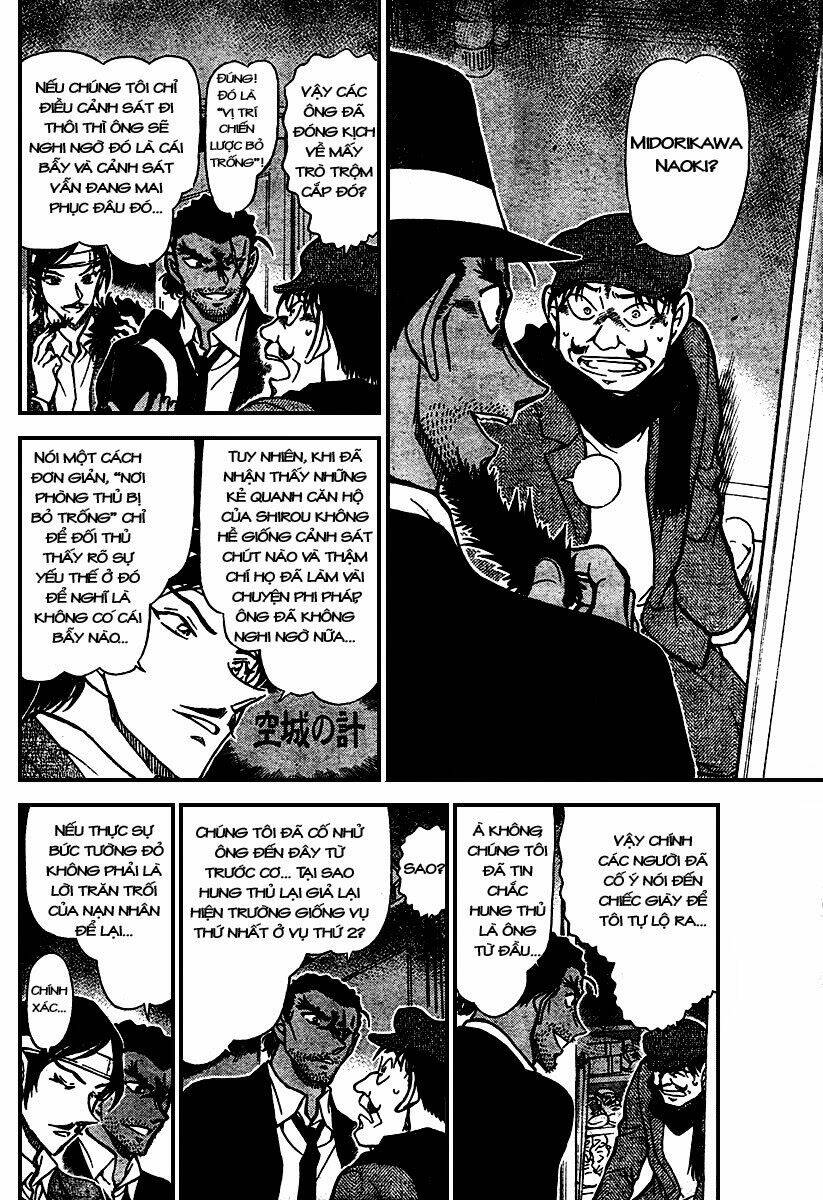 MIDORIKAWA
NAOKI?
VẬY CÁC
ÔNG ĐÃ
ĐÓNG KỊCH
VỀ MẤY
TRÒ TRỘM
CẮP ĐÓ?
ĐÚNG!
ĐÓ LÀ
"VỊ TRÍ
CHIẾN
LƯỢC BỎ
TRỐNG"!
NẾU CHÚNG TÔI CHỈ
ĐIỀU CẢNH SÁT ĐI
THÔI THÌ ÔNG SẼ
NGHI NGỜ ĐÓ LÀ CÁI
BẪY VÀ CẢNH SÁT
VẪN ĐANG MAI
PHỤC ĐÂU ĐÓ...
TUY NHIÊN, KHI ĐÃ
NHẬN THẤY NHỮNG
KẺ QUANH CĂN HỘ
CỦA SHIROU KHÔNG
HỀ GIỐNG CẢNH SÁT
CHÚT NÀO VÀ THẬM
CHÍ HỌ ĐÃ LÀM VÀI
CHUYỆN PHI PHÁP,
ÔNG ĐÃ KHÔNG
NGHI NGỜ NỮA...
NÓI MỘT CÁCH
ĐƠN GIẢN, "NƠI
PHÒNG THỦ BỊ
BỎ TRỐNG" CHỈ
ĐỂ ĐỐI THỦ
THẤY RÕ SỰ
YẾU THẾ Ở ĐÓ
ĐỂ NGHĨ LÀ
KHÔNG CÓ CÁI
BẪY NÀO...
空城の計
VẬY CHÍNH
CÁC NGƯỜI ĐÃ
CỐ Ý NÓI ĐẾN
CHIẾC GIÀY ĐỂ
TÔI TỰ LỘ RA...
À KHÔNG,
CHÚNG TÔI
ĐÃ TIN
CHẮC
HUNG THỦ
LÀ ÔNG
TỪ ĐẦU...
SAO?
CHÚNG TÔI ĐÃ CỐ NHỬ
ÔNG ĐẾN ĐÂY TỪ
TRƯỚC CƠ... TẠI SAO
HUNG THỦ LẠI GIẢ LẠI
HIỆN TRƯỜNG GIỐNG VỤ
THỨ NHẤT Ở VỤ THỨ 2?
NẾU THỰC SỰ
BỨC TƯỜNG ĐỎ
KHÔNG PHẢI LÀ
LỜI TRĂN TRỐI
CỦA NẠN NHÂN
ĐỂ LẠI...
CHÍNH
XÁC...